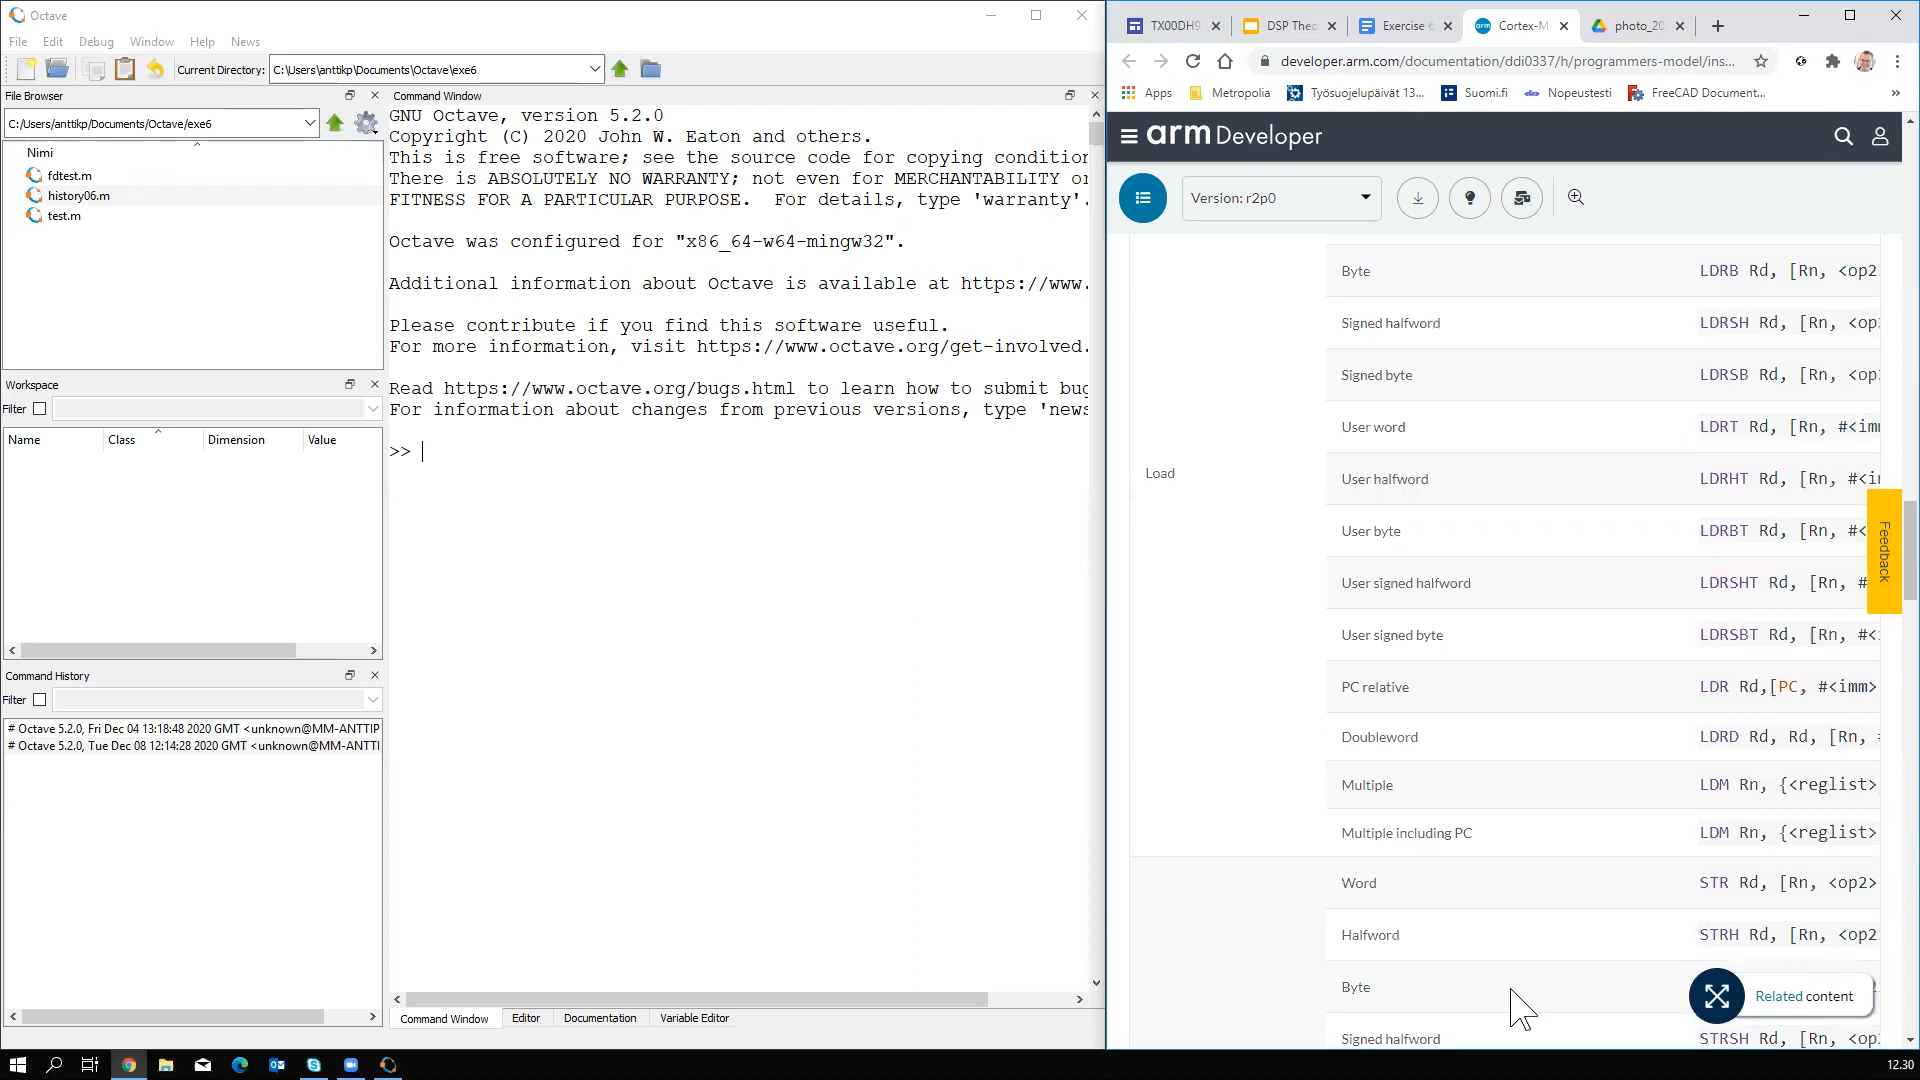 Octave
File Edit Debug Window Help News
Current Directory: C:\Users\anttikp\Documents\Octave\exe6
File Browser
C:/Users/anttikp/Documents/Octave/exe6
Nimi
fdtest.m
history06.m
test.m
Workspace
Filter
Name Class Dimension Value
Command History
Filter
# Octave 5.2.0, Fri Dec 04 13:18:48 2020 GMT <unknown@MM-ANTTIP
# Octave 5.2.0, Tue Dec 08 12:14:28 2020 GMT <unknown@MM-ANTTI
Command Window
GNU Octave, version 5.2.0
Copyright (C) 2020 John W. Eaton and others.
This is free software; see the source code for copying condition
There is ABSOLUTELY NO WARRANTY; not even for MERCHANTABILITY or
FITNESS FOR A PARTICULAR PURPOSE.  For details, type 'warranty'.
Octave was configured for "x86_64-w64-mingw32".
Additional information about Octave is available at https://www.
Please contribute if you find this software useful.
For more information, visit https://www.octave.org/get-involved.
Read https://www.octave.org/bugs.html to learn how to submit bug
For information about changes from previous versions, type 'news
>>
Command Window Editor Documentation Variable Editor
TX00DH9 DSP Theo Exercise 6 Cortex-M photo_20
developer.arm.com/documentation/ddi0337/h/programmers-model/ins...
Apps Metropolia Työsuojelupäivät 13... Suomi.fi Nopeustesti FreeCAD Document... »
arm Developer
Version: r2p0
Load
Byte LDRB Rd, [Rn, <op2
Signed halfword LDRSH Rd, [Rn, <op
Signed byte LDRSB Rd, [Rn, <op
User word LDRT Rd, [Rn, #<im
User halfword LDRHT Rd, [Rn, #<i
User byte LDRBT Rd, [Rn, #<
User signed halfword LDRSHT Rd, [Rn, #
User signed byte LDRSBT Rd, [Rn, #<
PC relative LDR Rd,[PC, #<imm>
Doubleword LDRD Rd, Rd, [Rn,
Multiple LDM Rn, {<reglist>
Multiple including PC LDM Rn, {<reglist>
Word STR Rd, [Rn, <op2>
Halfword STRH Rd, [Rn, <op2
Byte
Signed halfword STRSH Rd, [Rn, <op
Feedback
Related content
12.30